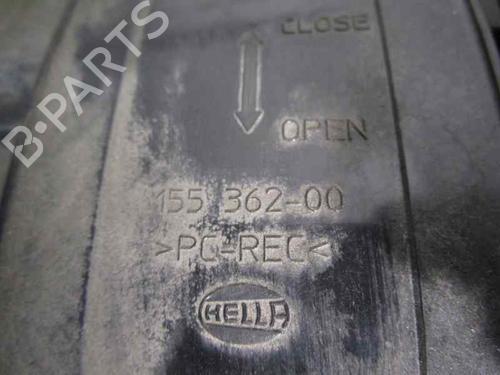 CLOSE
OPEN
155 362-00
>PC-REC<
HELLA
B-PARTS